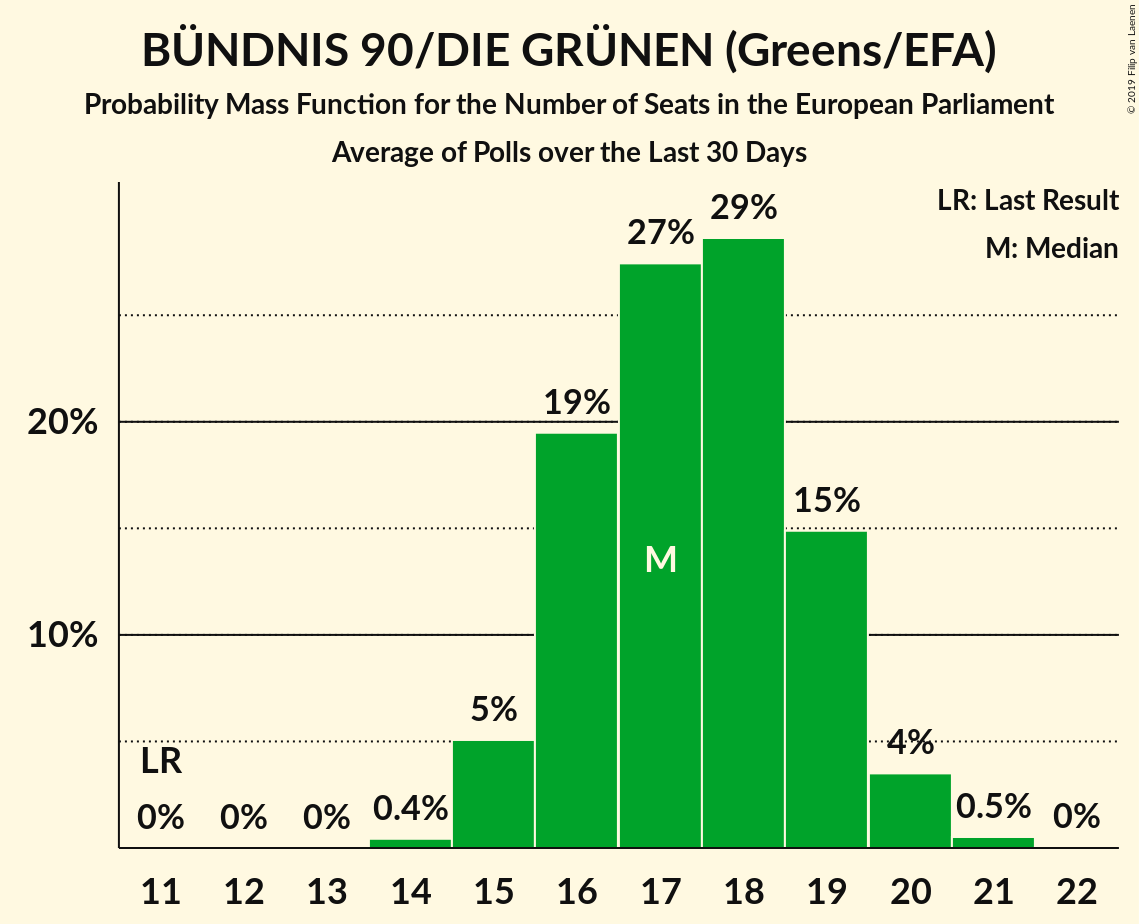 BÜNDNIS 90/DIE GRÜNEN (Greens/EFA)
Probability Mass Function for the Number of Seats in the European Parliament
Average of Polls over the Last 30 Days
© 2019 Filip van Laenen
LR: Last Result
M: Median
29%
27%
20%
19%
15%
M
10%
5%
4%
LR
0% 0% 0% 0.4% 0.5% 0%
11 12 13 14 15 16 17 18 19 20 21 22